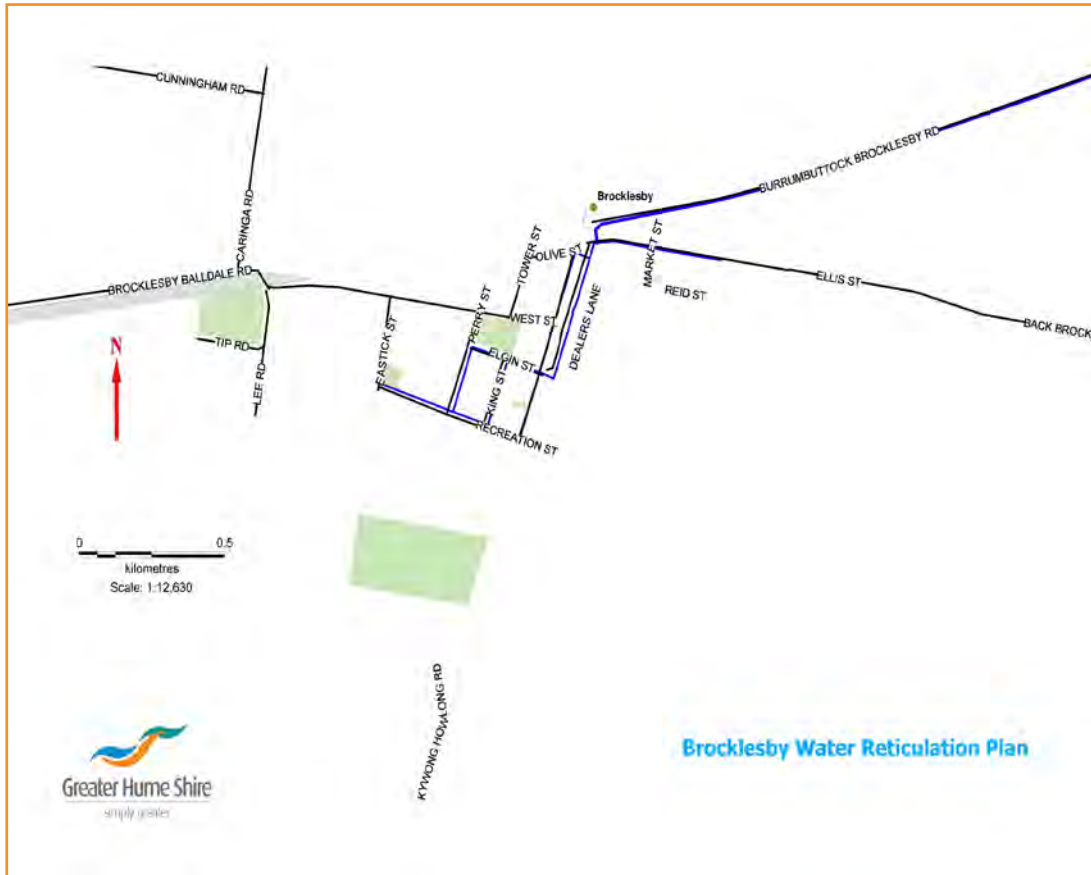 CUNNINGHAM RD
BURRUMBUTTOCK BROCKLESBY RD
Brocklesby
CARINGA RD
TOWER ST
OLIVE ST
MARKET ST
BROCKLESBY BALLDALE RD
ELLIS ST
REID ST
PERRY ST
WEST ST
DEALERS LANE
BACK BROCK
N
TIP RD
EASTICK ST
ELGIN ST
LEE RD
KING ST
RECREATION ST
0 0.5
kilometres
Scale: 1:12,630
KYWONG HOWLONG RD
Brocklesby Water Reticulation Plan
Greater Hume Shire
simply greater